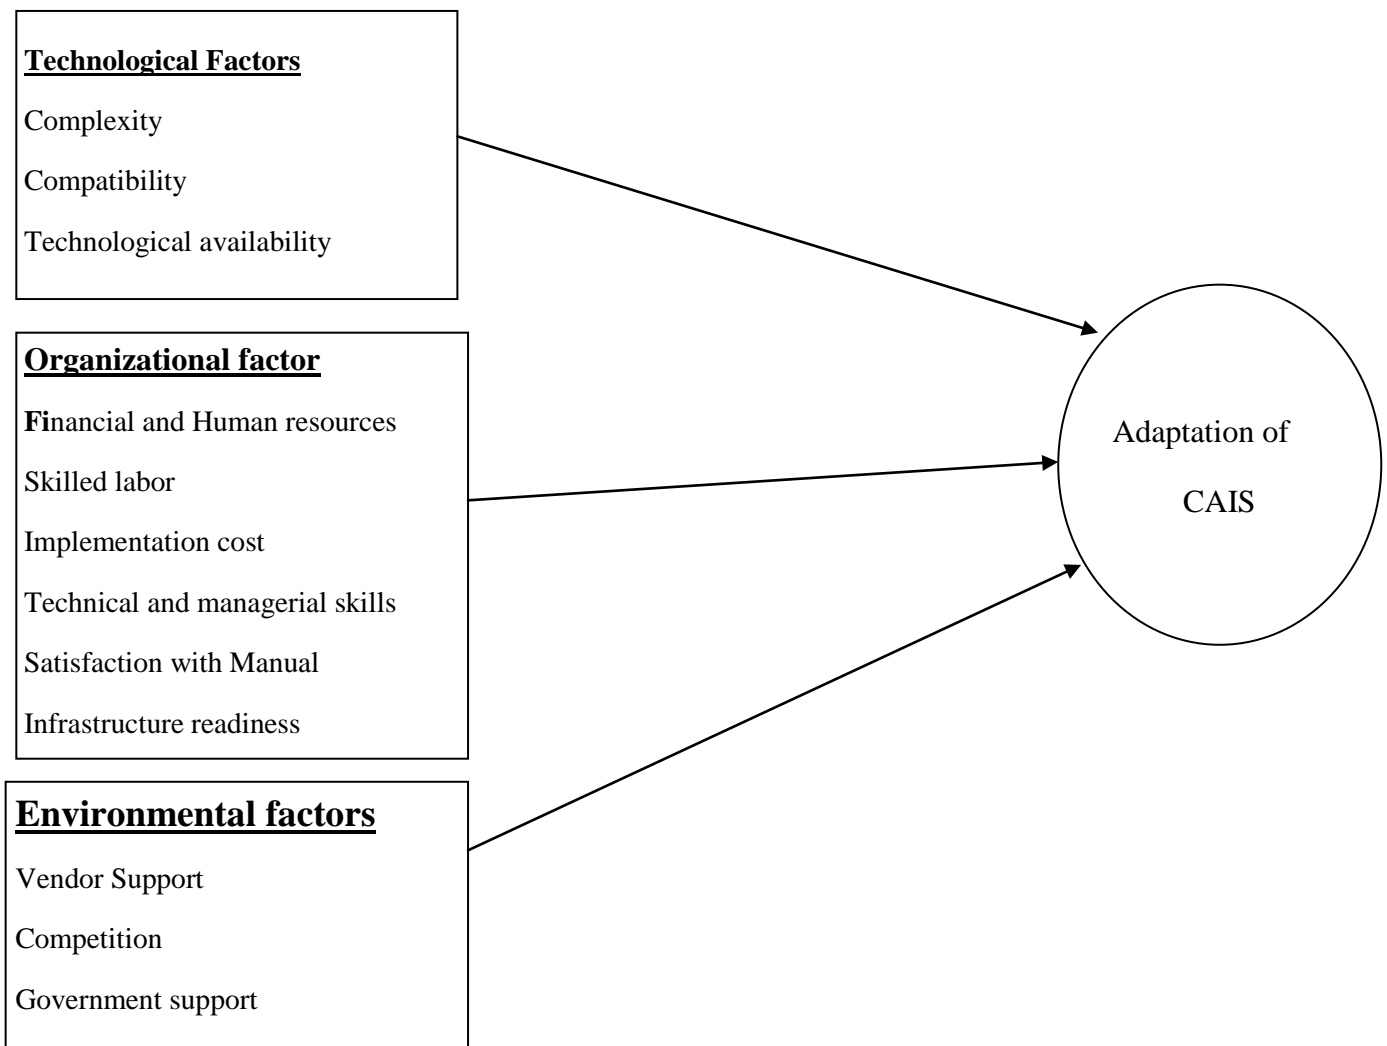 Technological Factors
Complexity
Compatibility
Technological availability
Organizational factor
Financial and Human resources
Skilled labor
Implementation cost
Technical and managerial skills
Satisfaction with Manual
Infrastructure readiness
Environmental factors
Vendor Support
Competition
Government support
Adaptation of
CAIS